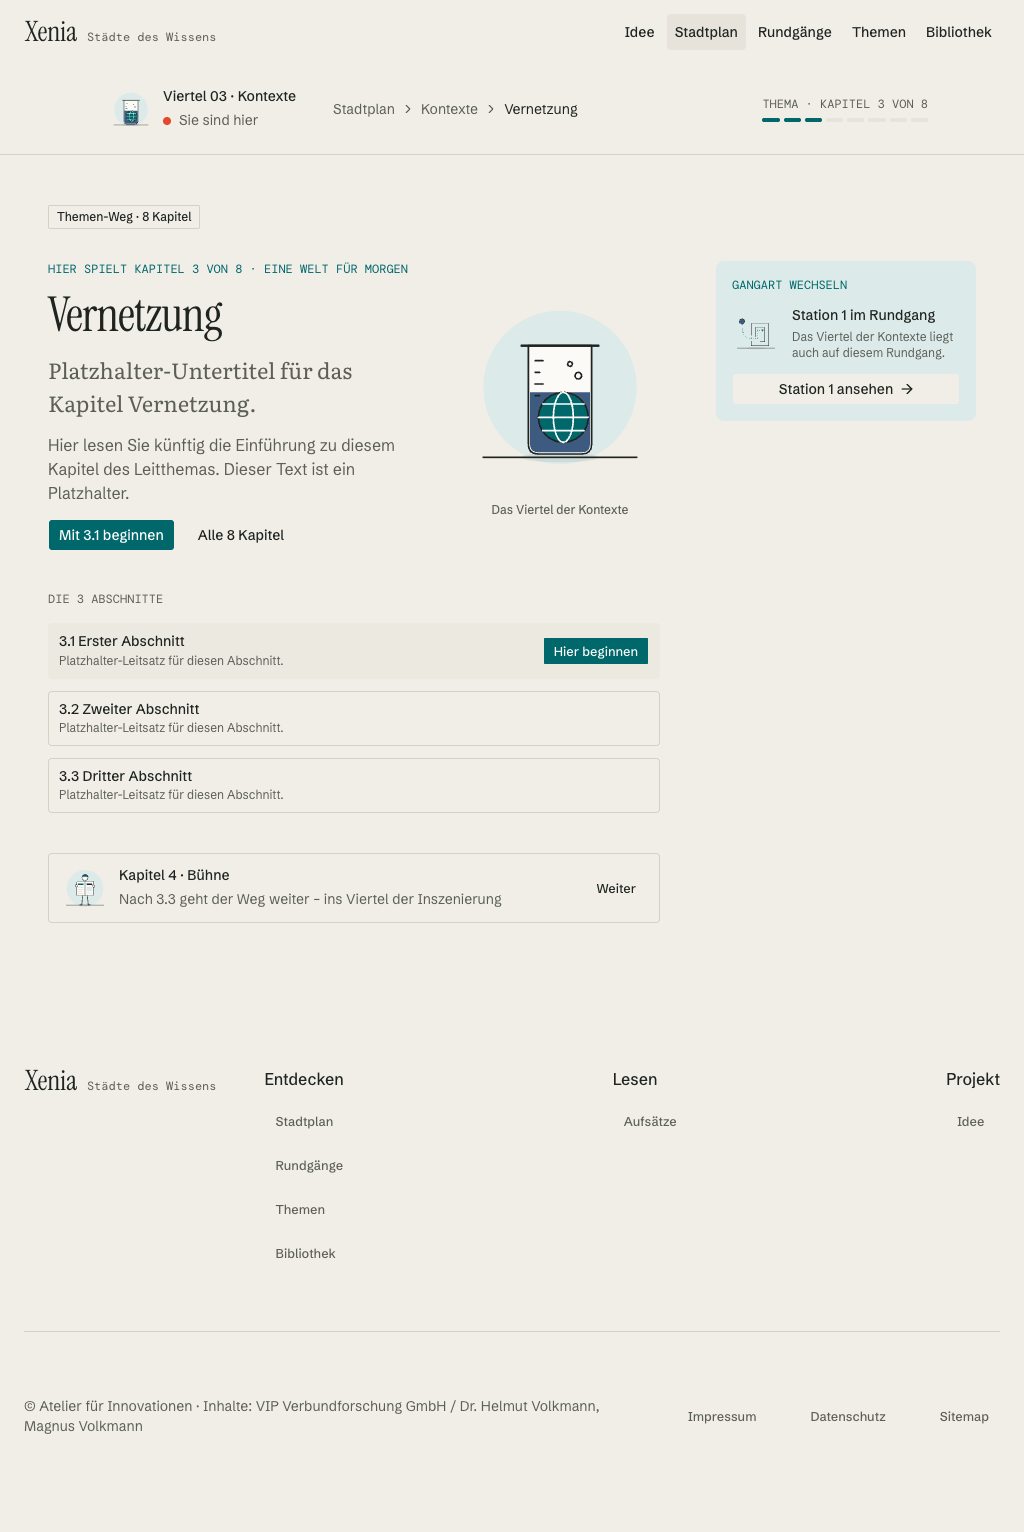 Xenia Städte des Wissens
Idee Stadtplan Rundgänge Themen Bibliothek
Viertel 03 · Kontexte
Sie sind hier
Stadtplan > Kontexte > Vernetzung
THEMA · KAPITEL 3 VON 8
Themen-Weg · 8 Kapitel
HIER SPIELT KAPITEL 3 VON 8 · EINE WELT FÜR MORGEN
Vernetzung
Platzhalter-Untertitel für das
Kapitel Vernetzung.
Hier lesen Sie künftig die Einführung zu diesem
Kapitel des Leitthemas. Dieser Text ist ein
Platzhalter.
Mit 3.1 beginnen
Alle 8 Kapitel
Das Viertel der Kontexte
GANGART WECHSELN
Station 1 im Rundgang
Das Viertel der Kontexte liegt
auch auf diesem Rundgang.
Station 1 ansehen →
DIE 3 ABSCHNITTE
3.1 Erster Abschnitt
Platzhalter-Leitsatz für diesen Abschnitt.
Hier beginnen
3.2 Zweiter Abschnitt
Platzhalter-Leitsatz für diesen Abschnitt.
3.3 Dritter Abschnitt
Platzhalter-Leitsatz für diesen Abschnitt.
Kapitel 4 · Bühne
Nach 3.3 geht der Weg weiter – ins Viertel der Inszenierung
Weiter
Xenia Städte des Wissens
Entdecken
Stadtplan
Rundgänge
Themen
Bibliothek
Lesen
Aufsätze
Projekt
Idee
© Atelier für Innovationen · Inhalte: VIP Verbundforschung GmbH / Dr. Helmut Volkmann,
Magnus Volkmann
Impressum
Datenschutz
Sitemap